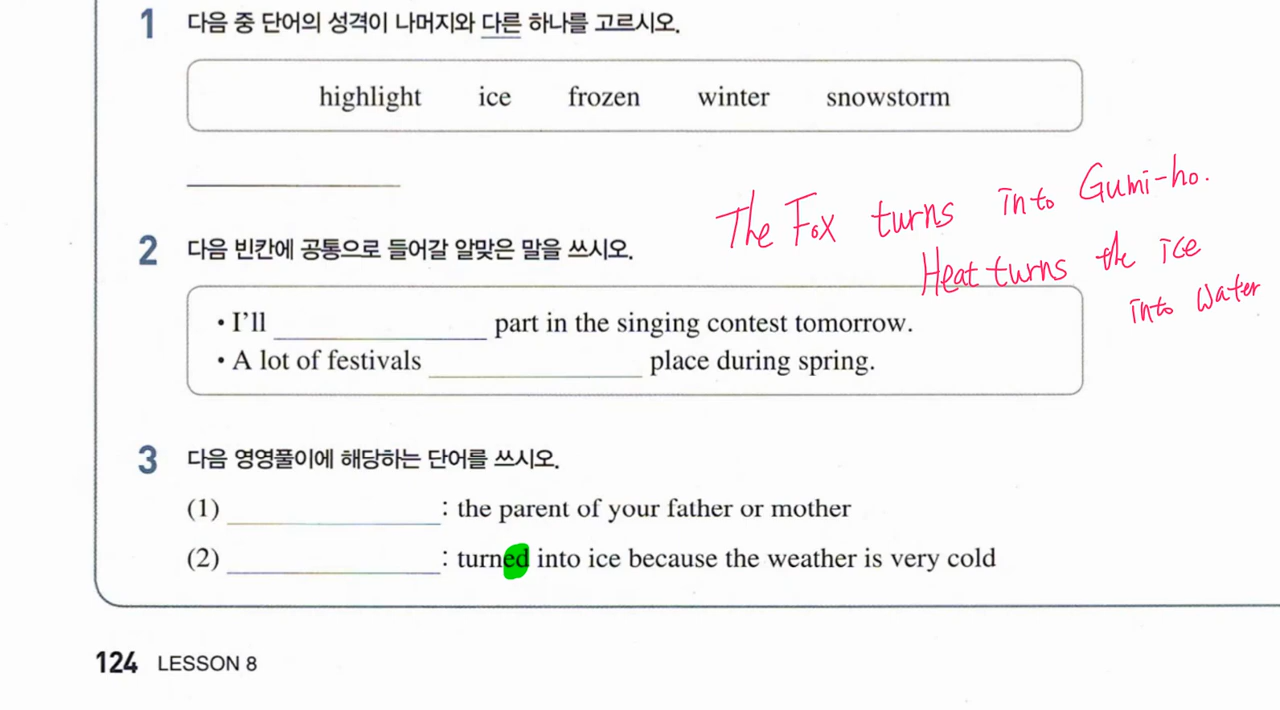 1 다음 중 단어의 성격이 나머지와 다른 하나를 고르시오.
highlight ice frozen winter snowstorm
The Fox turns into Gumi-ho.
Heat turns the ice
into water
2 다음 빈칸에 공통으로 들어갈 알맞은 말을 쓰시오.
• I'll ____________ part in the singing contest tomorrow.
• A lot of festivals ____________ place during spring.
3 다음 영영풀이에 해당하는 단어를 쓰시오.
(1) ____________ : the parent of your father or mother
(2) ____________ : turned into ice because the weather is very cold
124 LESSON 8